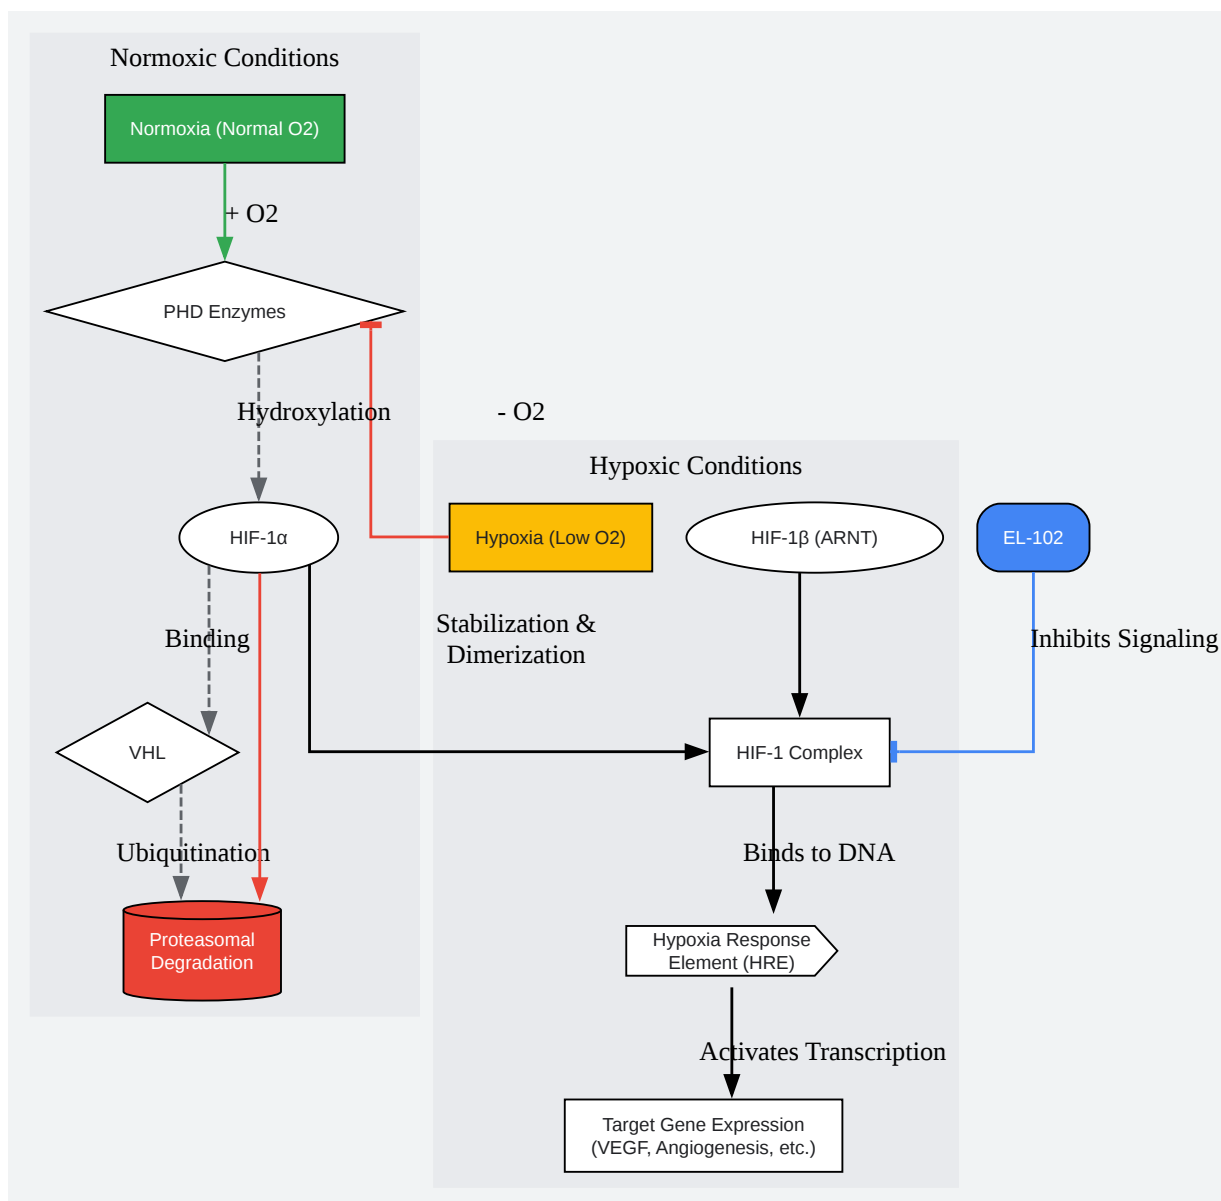 Normoxic Conditions
Normoxia (Normal O2)
+ O2
PHD Enzymes
Hydroxylation
- O2
Hypoxic Conditions
HIF-1α
Hypoxia (Low O2)
HIF-1β (ARNT)
EL-102
Binding
Stabilization &
Dimerization
Inhibits Signaling
VHL
HIF-1 Complex
Ubiquitination
Binds to DNA
Proteasomal
Degradation
Hypoxia Response
Element (HRE)
Activates Transcription
Target Gene Expression
(VEGF, Angiogenesis, etc.)